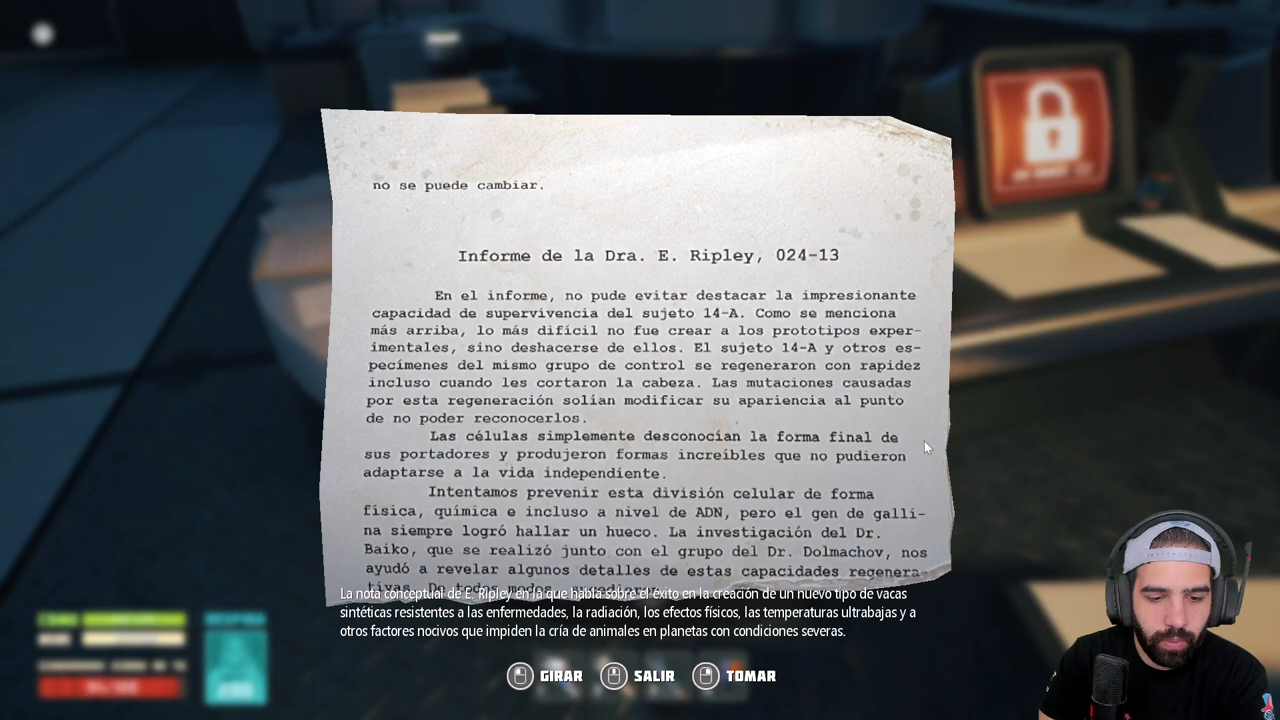 no se puede cambiar.
Informe de la Dra. E. Ripley, 024-13
En el informe, no pude evitar destacar la impresionante
capacidad de supervivencia del sujeto 14-A. Como se menciona
más arriba, lo más difícil no fue crear a los prototipos exper-
imentales, sino deshacerse de ellos. El sujeto 14-A y otros es-
pecímenes del mismo grupo de control se regeneraron con rapidez
incluso cuando les cortaron la cabeza. Las mutaciones causadas
por esta regeneración solían modificar su apariencia al punto
de no poder reconocerlos.
Las células simplemente desconocían la forma final de
sus portadores y produjeron formas increíbles que no pudieron
adaptarse a la vida independiente.
Intentamos prevenir esta división celular de forma
física, química e incluso a nivel de ADN, pero el gen de galli-
na siempre logró hallar un hueco. La investigación del Dr.
Baiko, que se realizó junto con el grupo del Dr. Dolmachov, nos
ayudó a revelar algunos detalles de estas capacidades regenera-
tivas. De todos modos,
La nota conceptual de E. Ripley en la que habla sobre el éxito en la creación de un nuevo tipo de vacas
sintéticas resistentes a las enfermedades, la radiación, los efectos físicos, las temperaturas ultrabajas y a
otros factores nocivos que impiden la cría de animales en planetas con condiciones severas.
GIRAR SALIR TOMAR